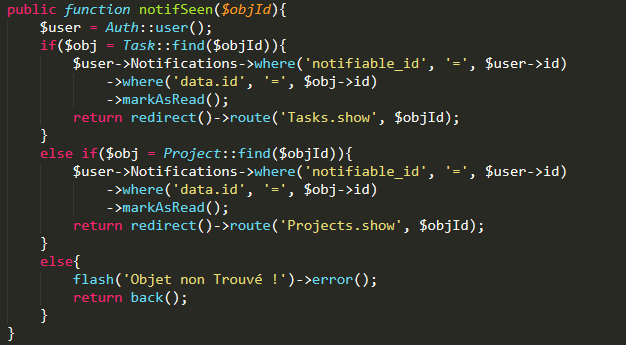 public function notifSeen($objId){
    $user = Auth::user();
    if($obj = Task::find($objId)){
        $user->Notifications->where('notifiable_id', '=', $user->id)
            ->where('data.id', '=', $obj->id)
            ->markAsRead();
        return redirect()->route('Tasks.show', $objId);
    }
    else if($obj = Project::find($objId)){
        $user->Notifications->where('notifiable_id', '=', $user->id)
            ->where('data.id', '=', $obj->id)
            ->markAsRead();
        return redirect()->route('Projects.show', $objId);
    }
    else{
        flash('Objet non Trouvé !')->error();
        return back();
    }
}